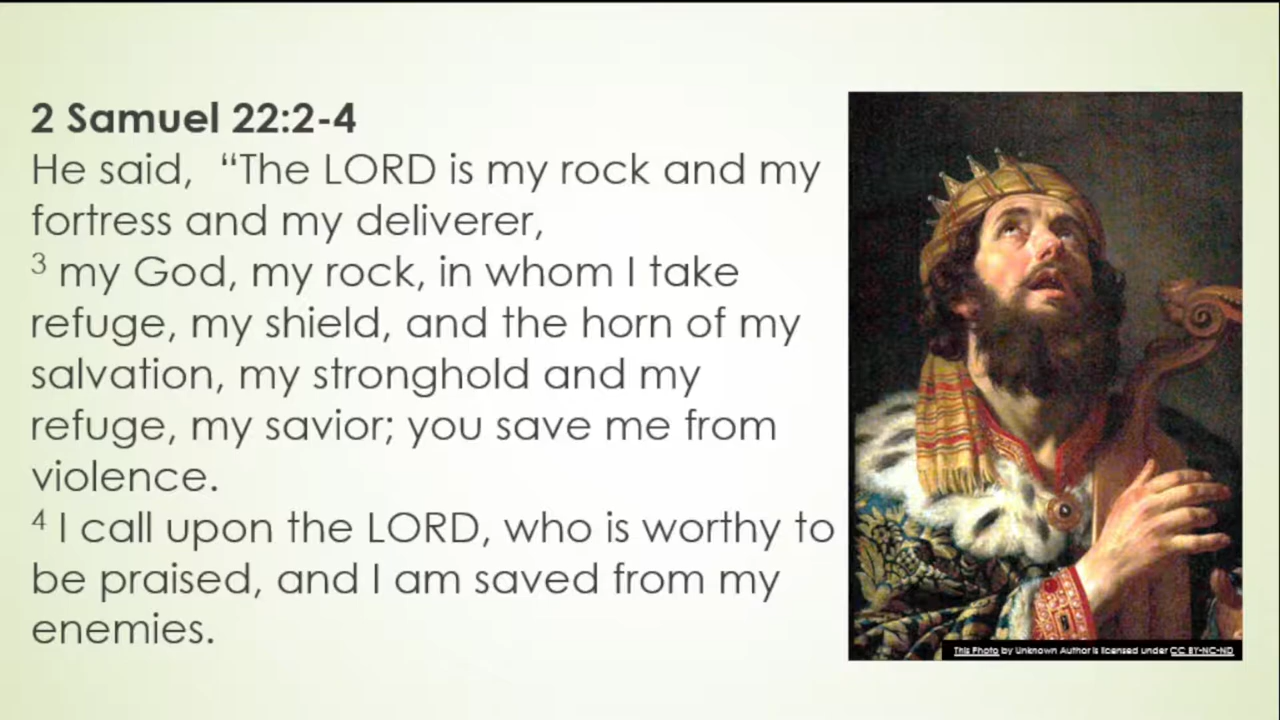 2 Samuel 22:2-4
He said,  “The LORD is my rock and my
fortress and my deliverer,
³ my God, my rock, in whom I take
refuge, my shield, and the horn of my
salvation, my stronghold and my
refuge, my savior; you save me from
violence.
⁴ I call upon the LORD, who is worthy to
be praised, and I am saved from my
enemies.
This Photo by Unknown Author is licensed under CC BY-NC-ND